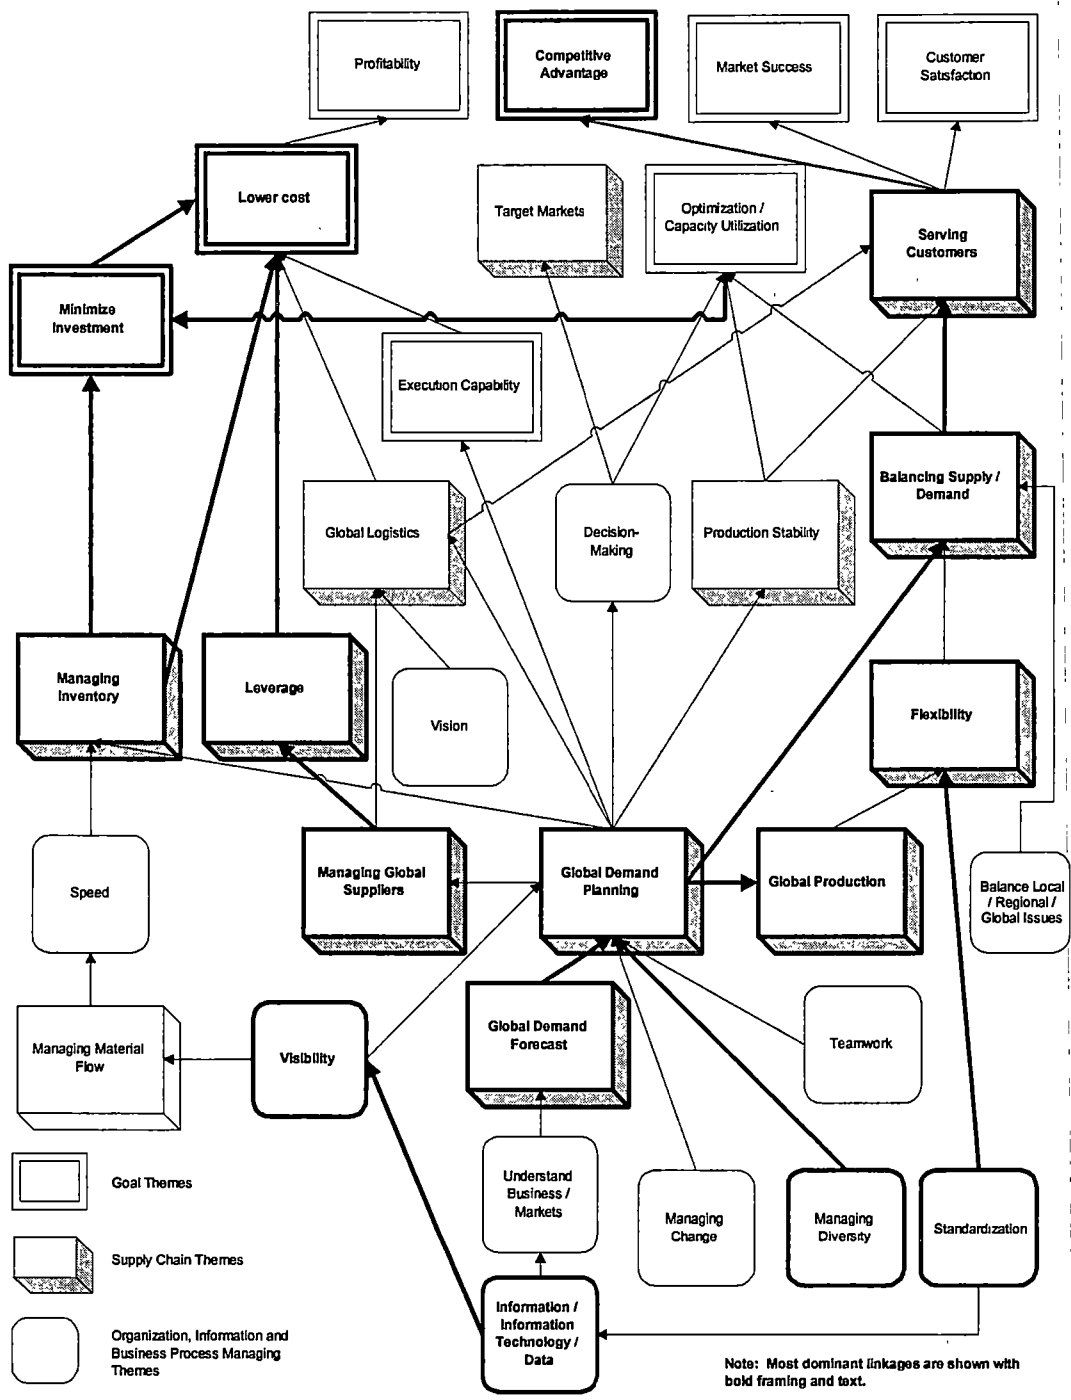 Profitability
Competitive
Advantage
Market Success
Customer
Satisfaction
Lower cost
Target Markets
Optimization /
Capacity Utilization
Serving
Customers
Minimize
Investment
Execution Capability
Global Logistics
Decision-
Making
Production Stability
Balancing Supply /
Demand
Managing
Inventory
Leverage
Vision
Flexibility
Speed
Managing Global
Suppliers
Global Demand
Planning
Global Production
Balance Local
/ Regional /
Global Issues
Managing Material
Flow
Visibility
Global Demand
Forecast
Teamwork
Understand
Business /
Markets
Managing
Change
Managing
Diversity
Standardization
Information /
Information
Technology /
Data
Goal Themes
Supply Chain Themes
Organization, Information and
Business Process Managing
Themes
Note: Most dominant linkages are shown with
bold framing and text.